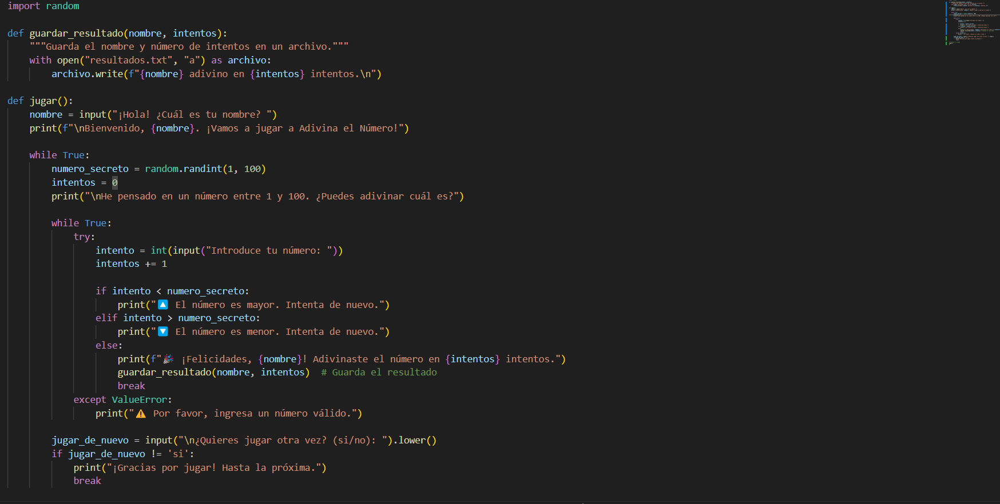 import random
def guardar_resultado(nombre, intentos):
    """Guarda el nombre y número de intentos en un archivo."""
    with open("resultados.txt", "a") as archivo:
        archivo.write(f"{nombre} adivino en {intentos} intentos.\n")
def jugar():
    nombre = input("¡Hola! ¿Cuál es tu nombre? ")
    print(f"\nBienvenido, {nombre}. ¡Vamos a jugar a Adivina el Número!")
    while True:
        numero_secreto = random.randint(1, 100)
        intentos = 0
        print("\nHe pensado en un número entre 1 y 100. ¿Puedes adivinar cuál es?")
        while True:
            try:
                intento = int(input("Introduce tu número: "))
                intentos += 1
                if intento < numero_secreto:
                    print("🔼 El número es mayor. Intenta de nuevo.")
                elif intento > numero_secreto:
                    print("🔽 El número es menor. Intenta de nuevo.")
                else:
                    print(f"🎉 ¡Felicidades, {nombre}! Adivinaste el número en {intentos} intentos.")
                    guardar_resultado(nombre, intentos)  # Guarda el resultado
                    break
            except ValueError:
                print("⚠️ Por favor, ingresa un número válido.")
        jugar_de_nuevo = input("\n¿Quieres jugar otra vez? (si/no): ").lower()
        if jugar_de_nuevo != 'si':
            print("¡Gracias por jugar! Hasta la próxima.")
            break